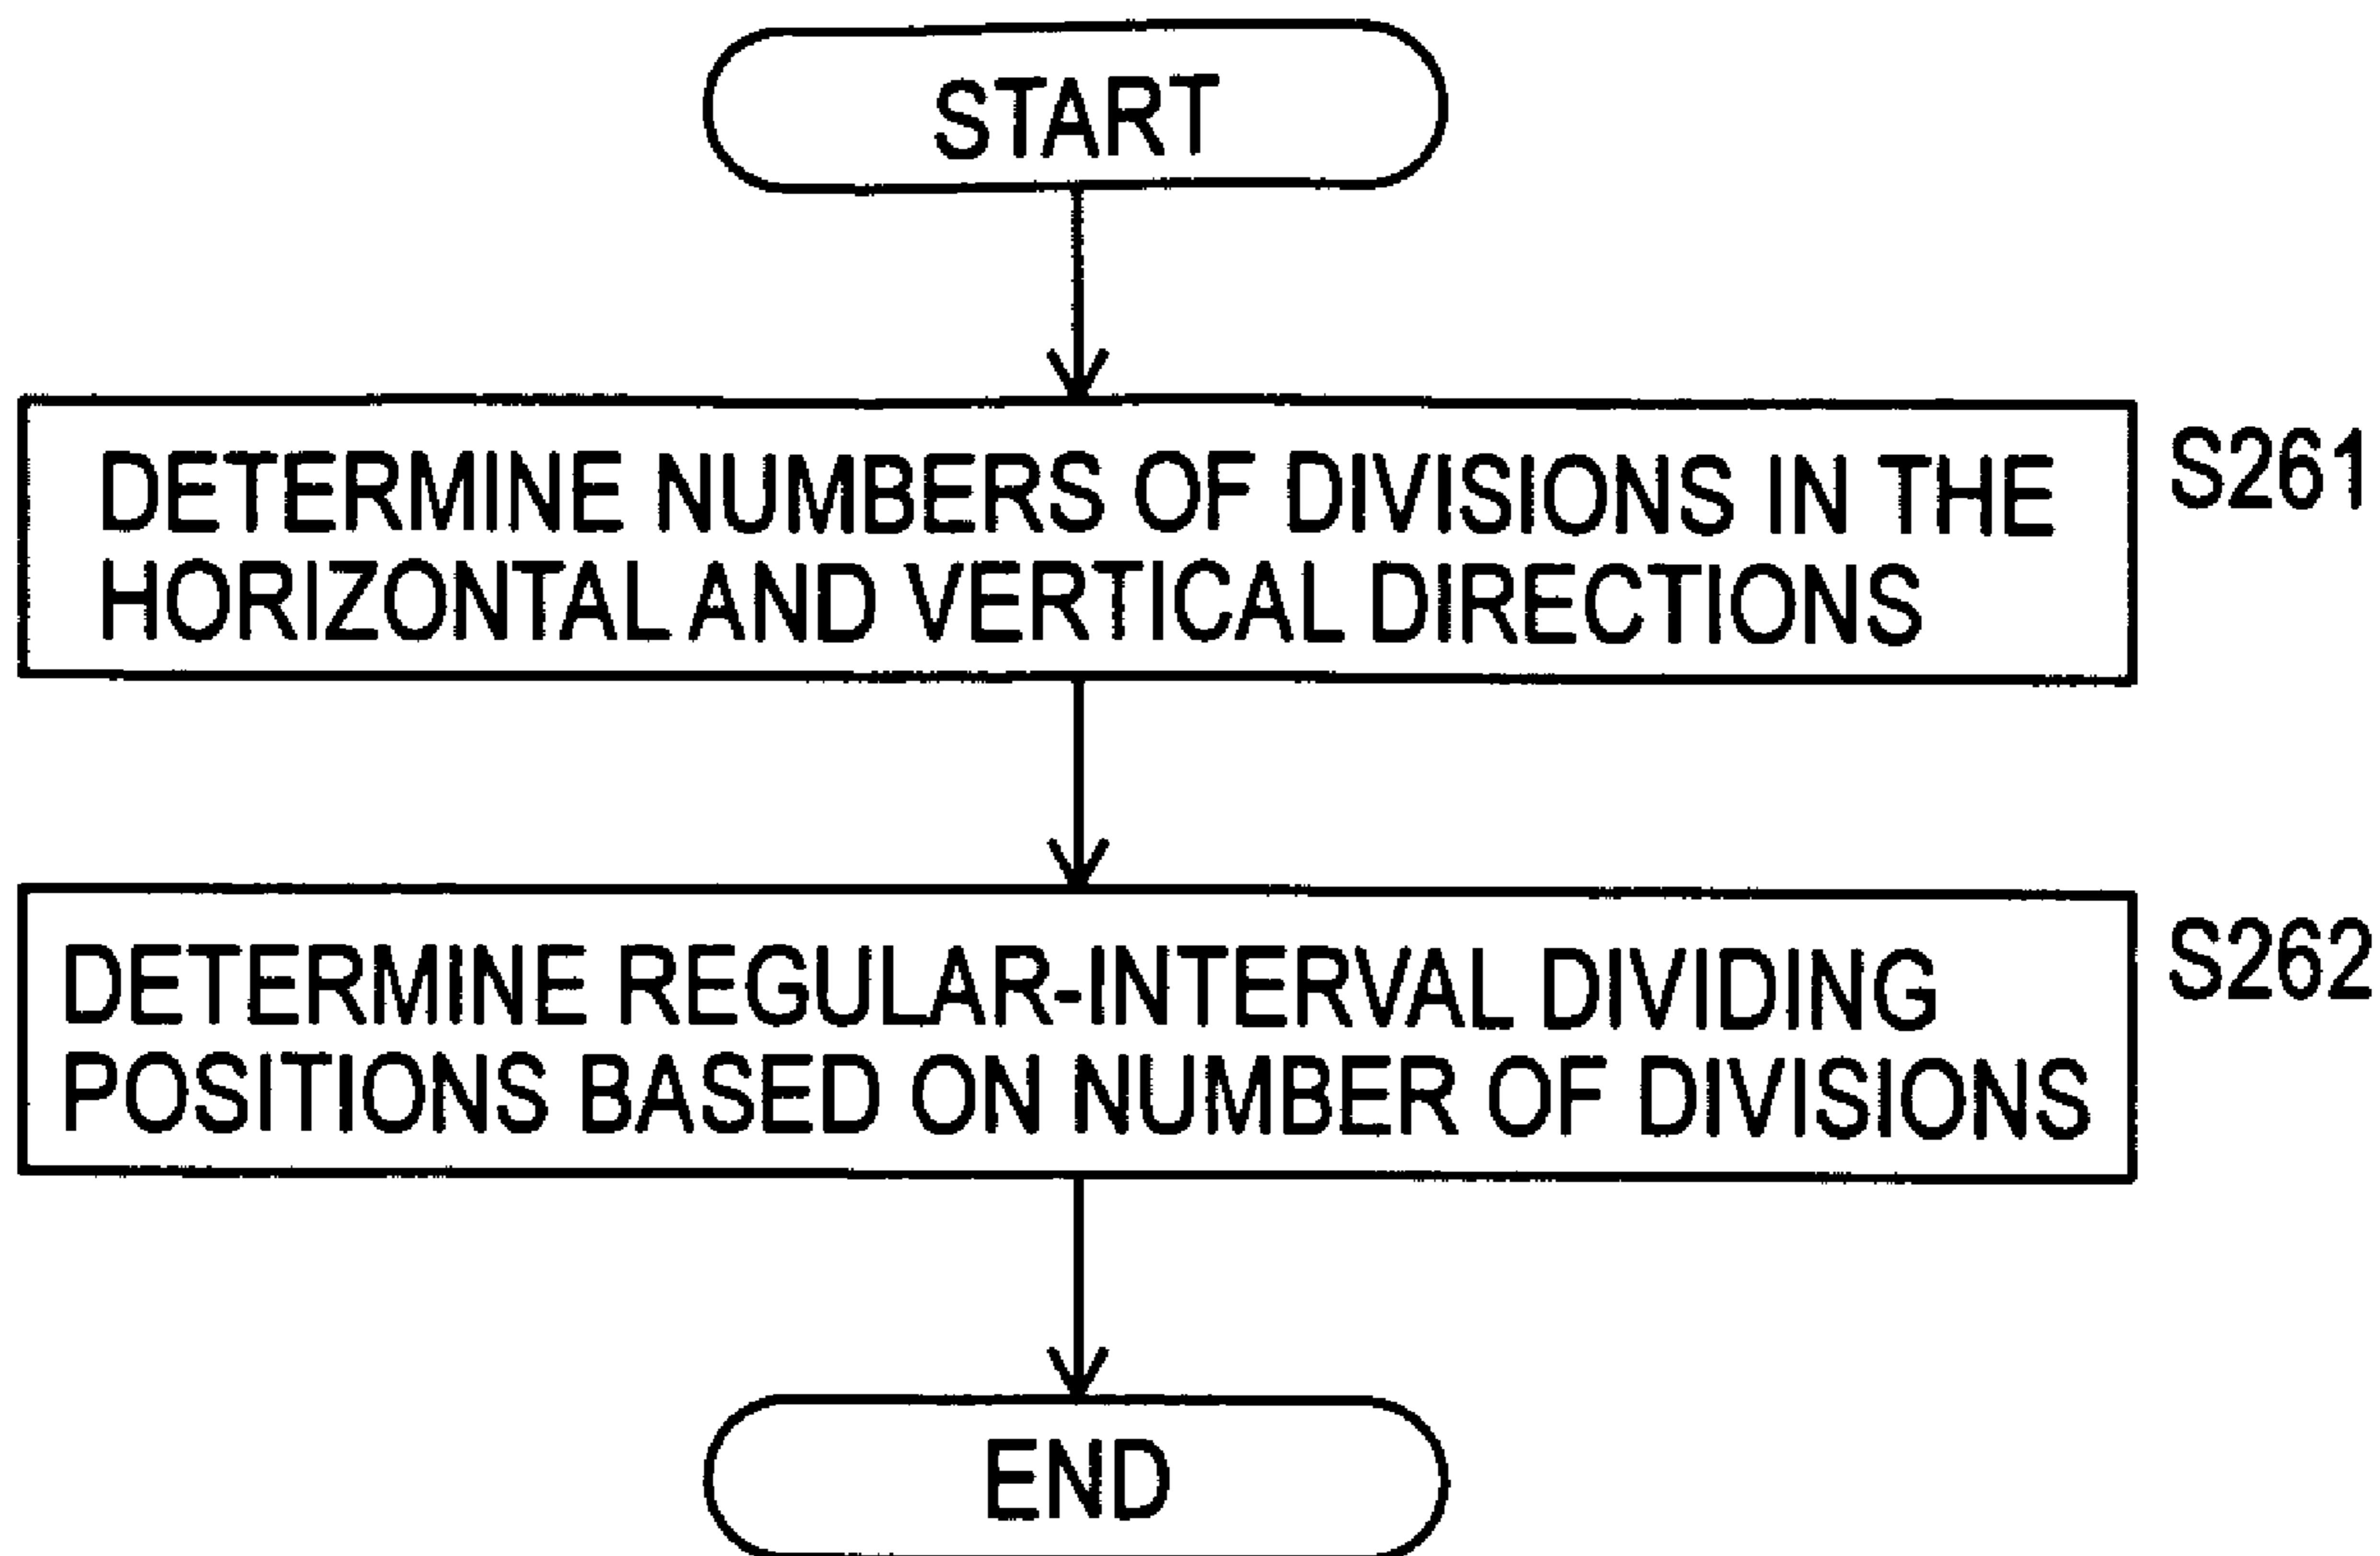 START
DETERMINE NUMBERS OF DIVISIONS IN THE
HORIZONTAL AND VERTICAL DIRECTIONS
S261
DETERMINE REGULAR-INTERVAL DIVIDING
POSITIONS BASED ON NUMBER OF DIVISIONS
S262
END